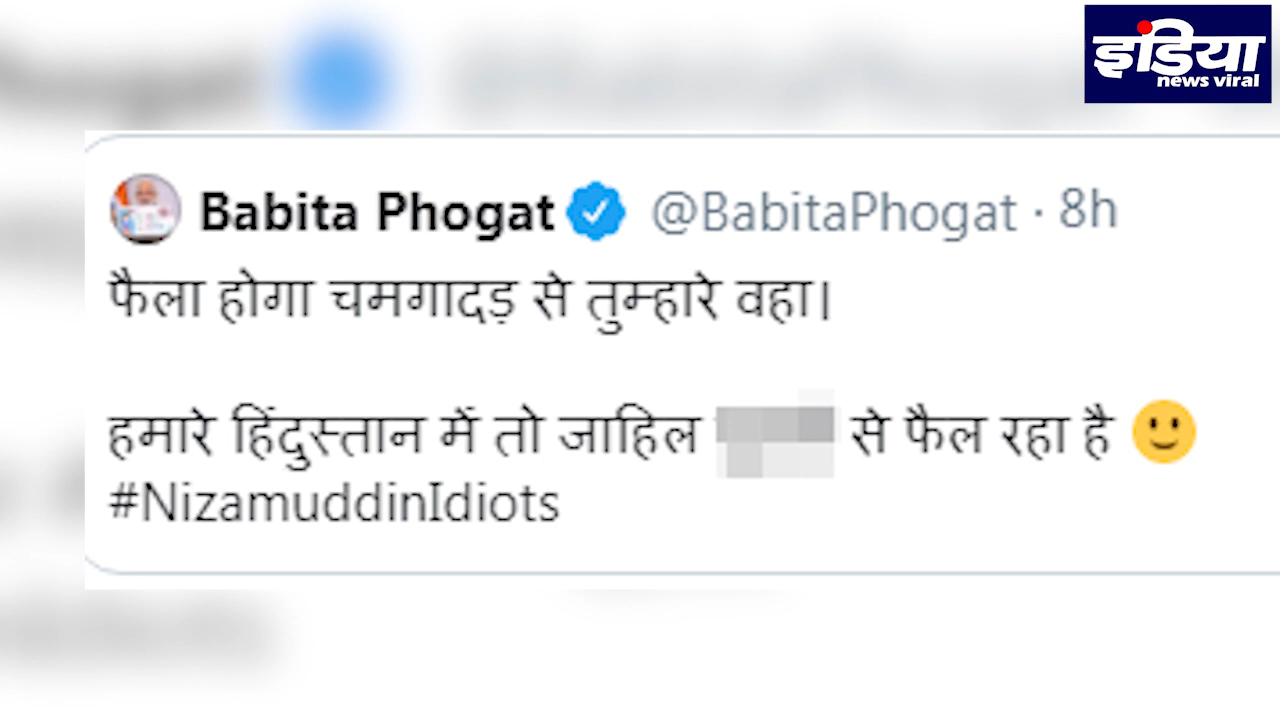 इंडिया
news viral
Babita Phogat @BabitaPhogat · 8h
फैला होगा चमगादड़ से तुम्हारे वहा।
हमारे हिंदुस्तान में तो जाहिल से फैल रहा है 🙂
#NizamuddinIdiots